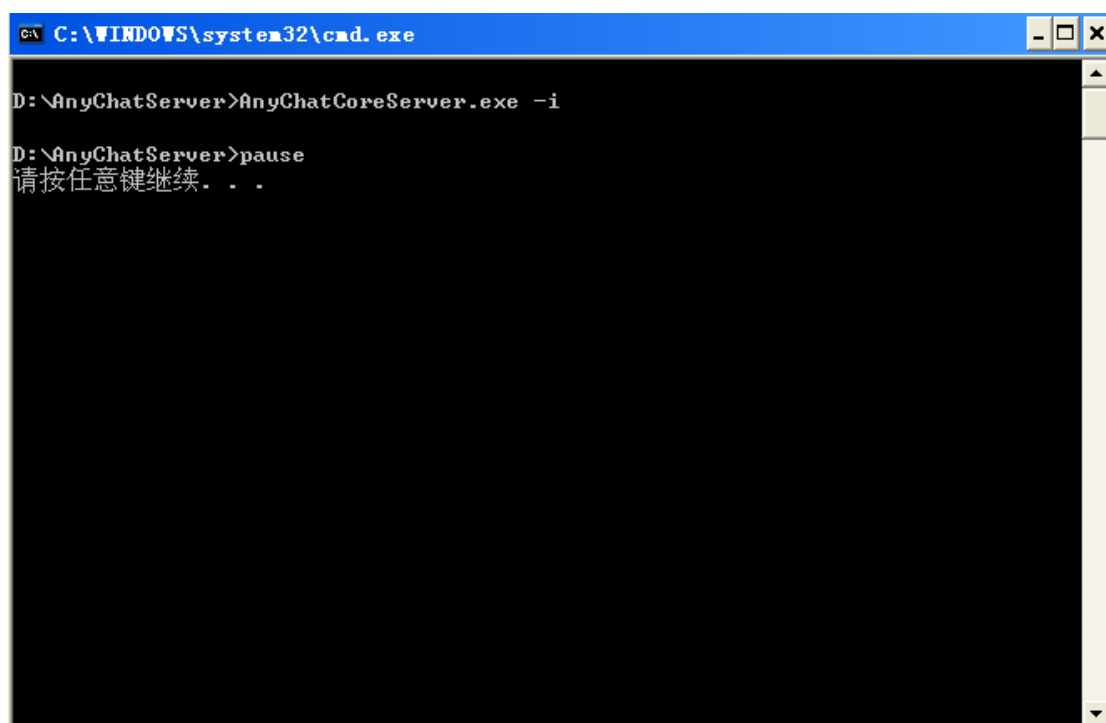 C:\WINDOWS\system32\cmd.exe
D:\AnyChatServer>AnyChatCoreServer.exe -i
D:\AnyChatServer>pause
请按任意键继续. . .